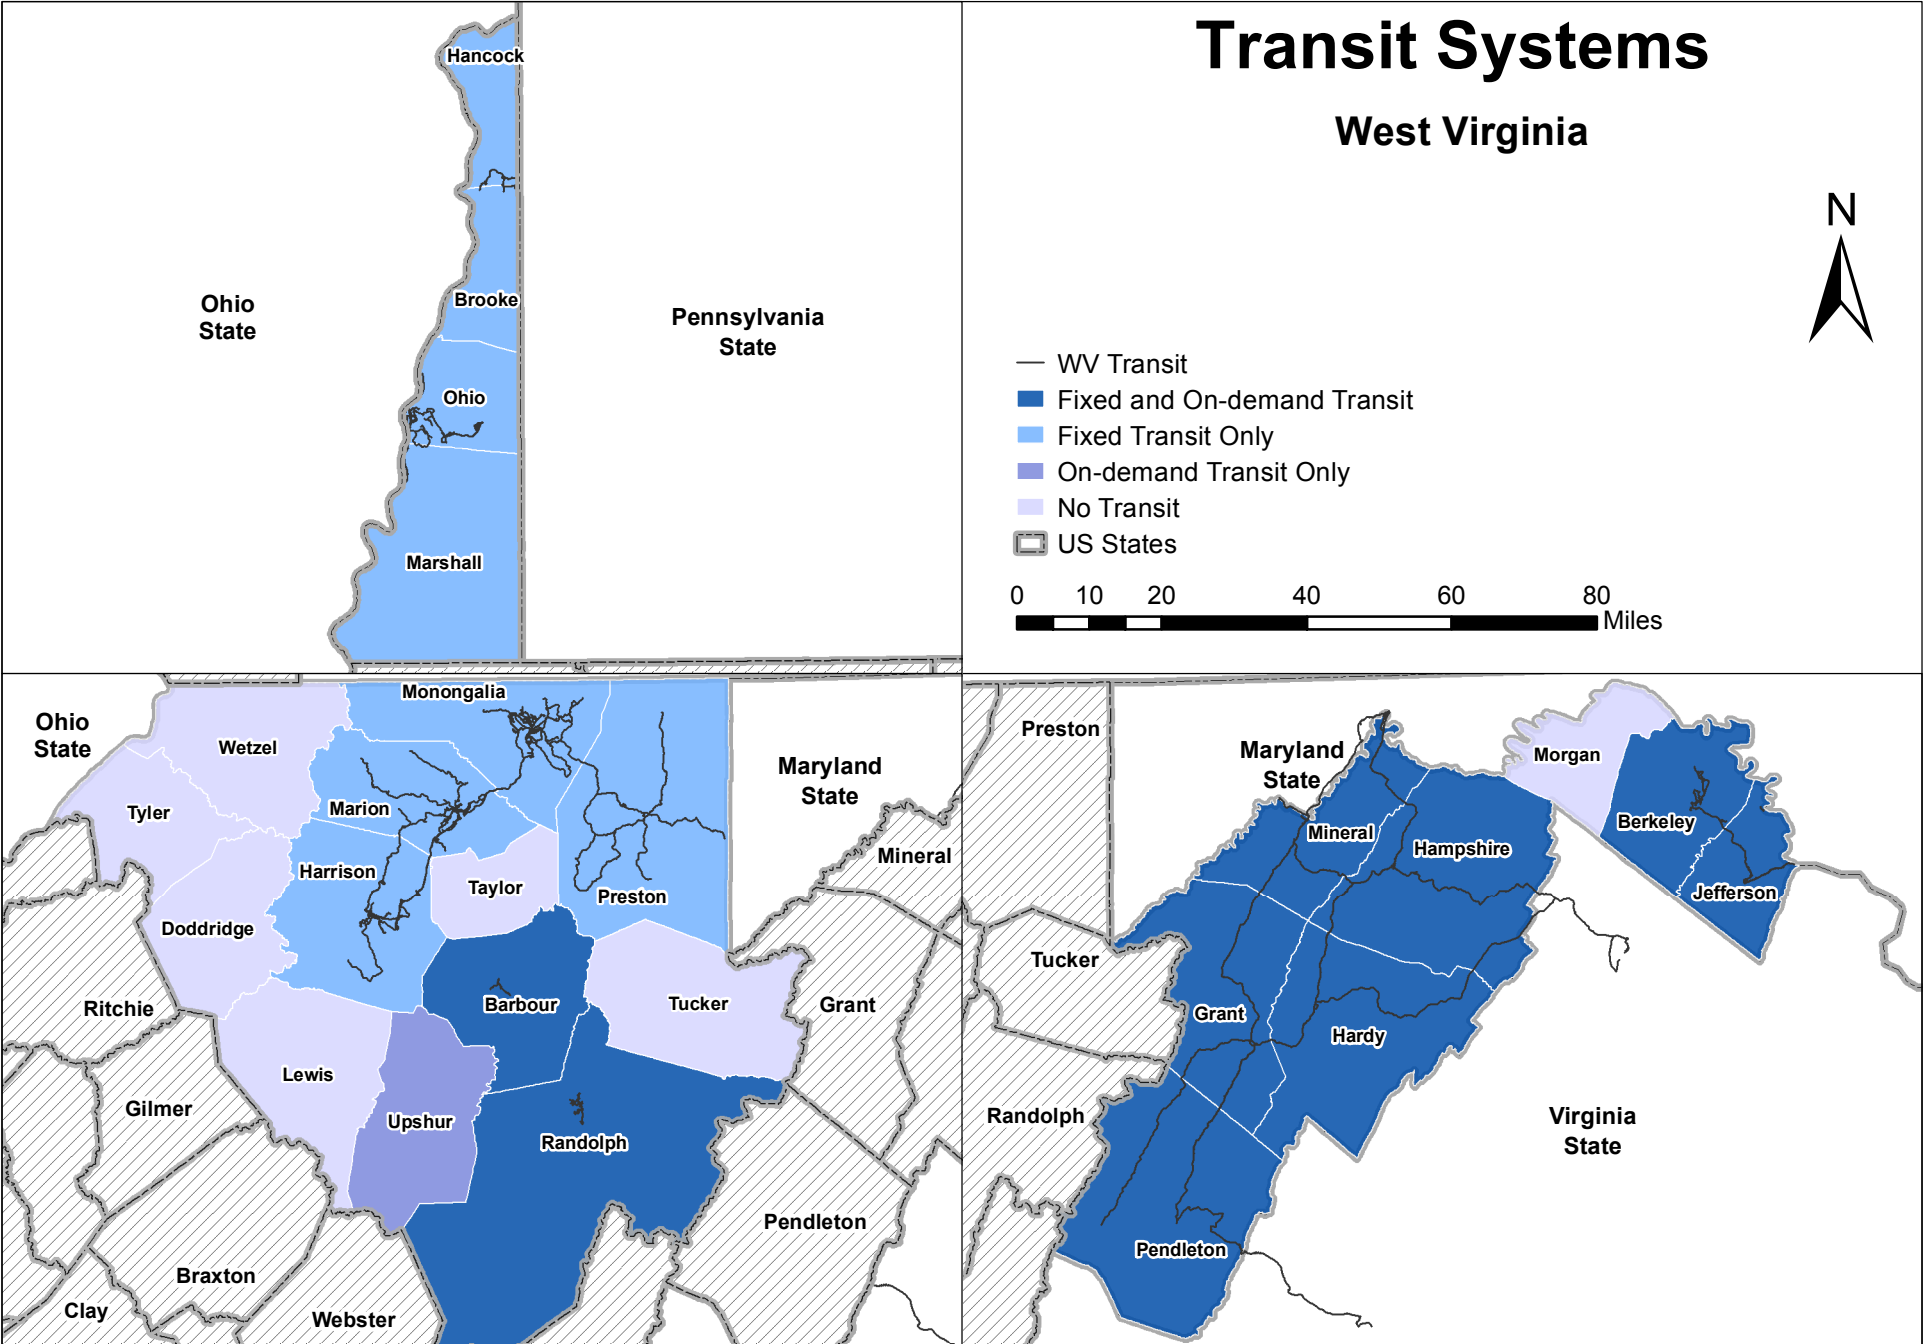 Transit Systems
West Virginia
N
WV Transit
Fixed and On-demand Transit
Fixed Transit Only
On-demand Transit Only
No Transit
US States
0 10 20 40 60 80
Miles
Hancock
Brooke
Ohio
Marshall
Ohio
State
Pennsylvania
State
Ohio
State
Monongalia
Wetzel
Tyler
Marion
Harrison
Taylor
Preston
Doddridge
Ritchie
Barbour
Tucker
Lewis
Gilmer
Upshur
Randolph
Braxton
Clay
Webster
Maryland
State
Mineral
Grant
Pendleton
Preston
Maryland
State
Morgan
Mineral
Hampshire
Berkeley
Jefferson
Tucker
Grant
Hardy
Randolph
Virginia
State
Pendleton